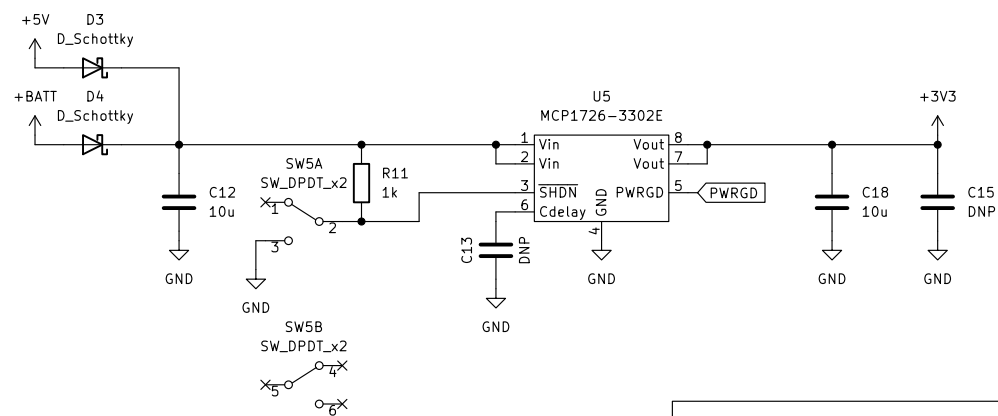 +5V
D3
D_Schottky
+BATT
D4
D_Schottky
C12
10u
GND
SW5A
SW_DPDT_x2
1
2
3
GND
R11
1k
U5
MCP1726-3302E
1 Vin
2 Vin
3 SHDN
6 Cdelay
Vout 8
Vout 7
PWRGD 5
GND
4
PWRGD
GND
C13
DNP
GND
C18
10u
GND
+3V3
C15
DNP
GND
SW5B
SW_DPDT_x2
4
5
6